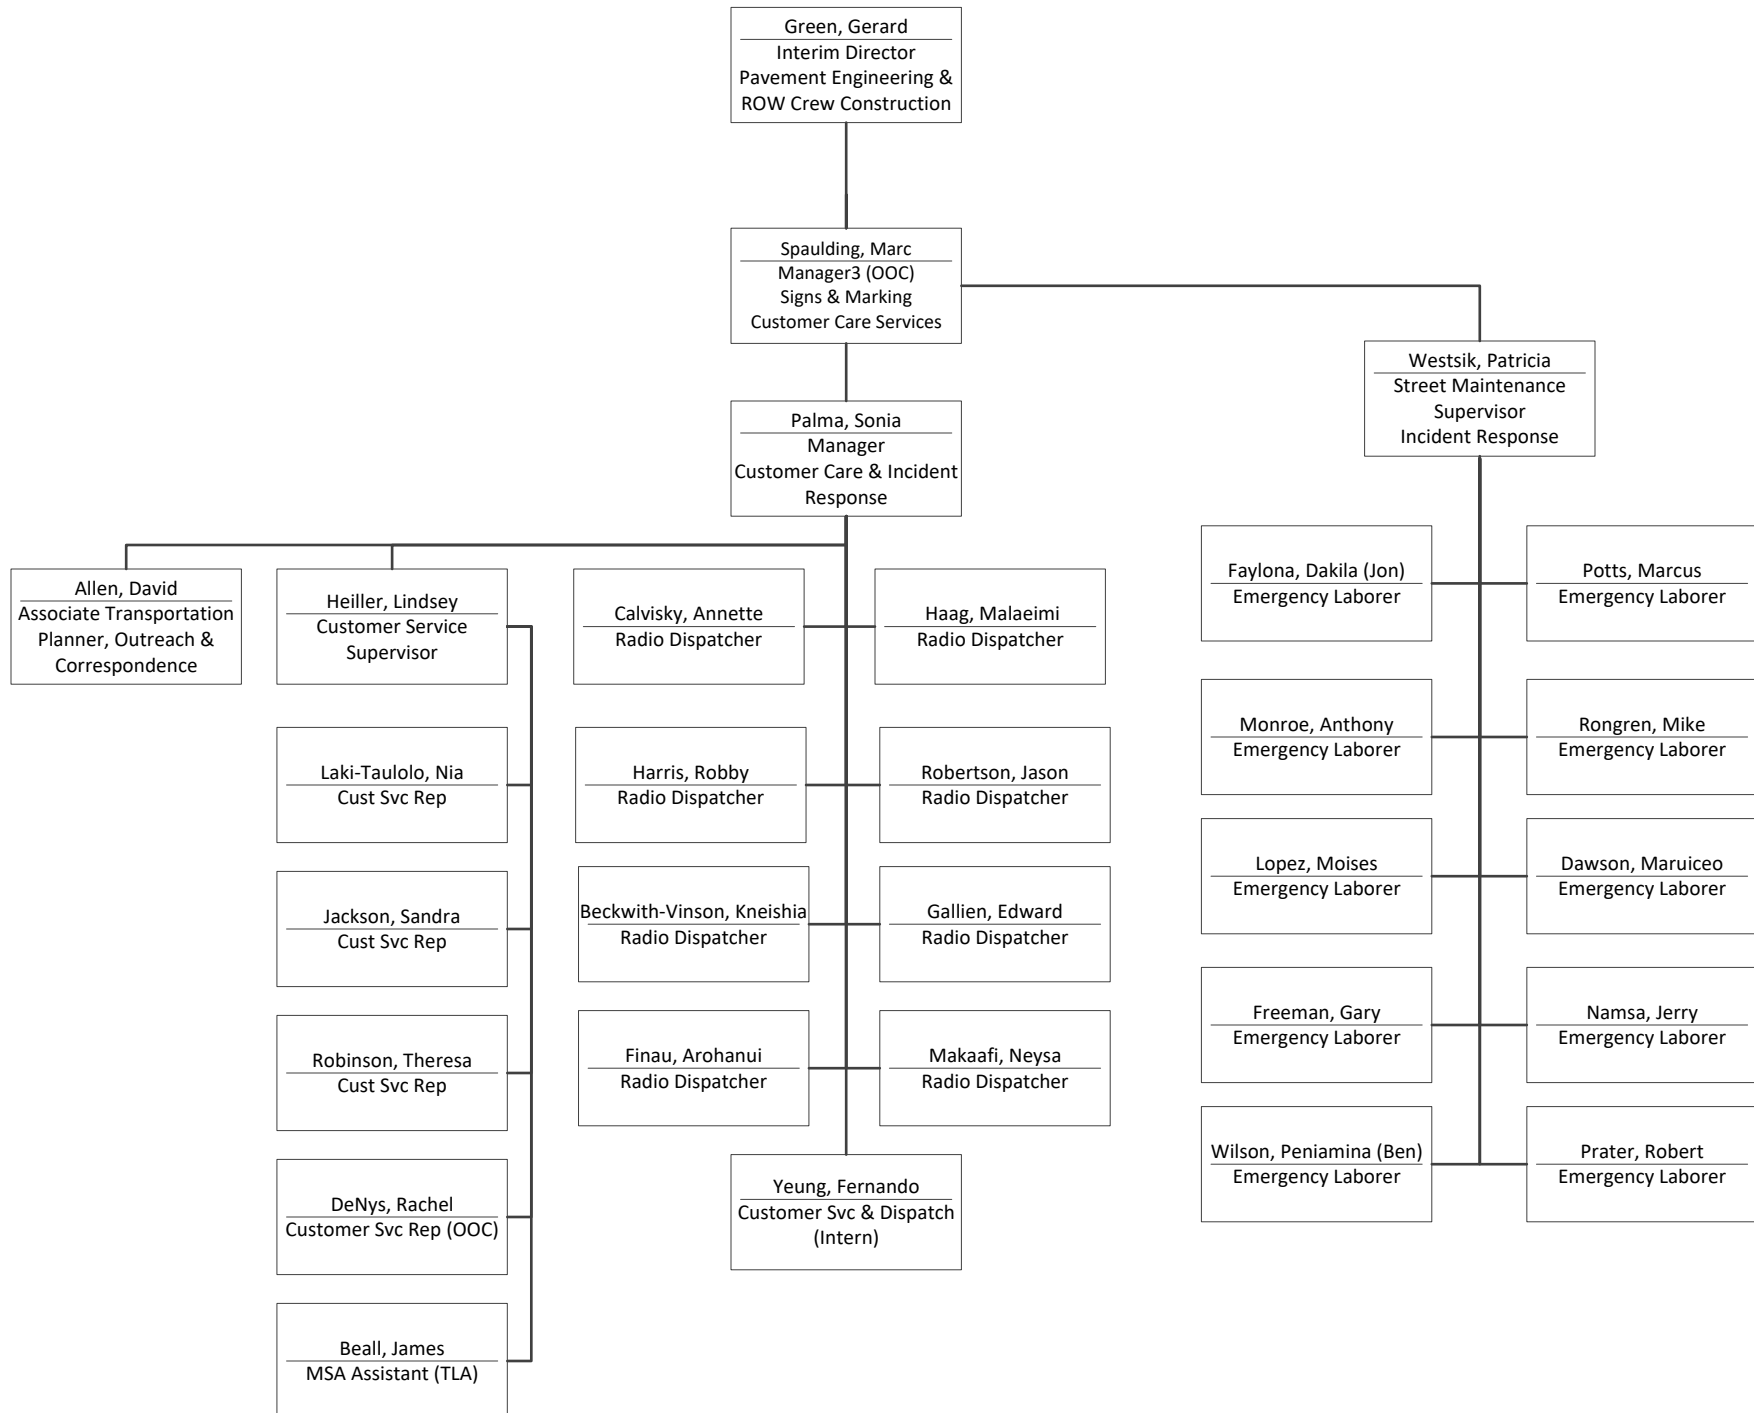 Green, Gerard
Interim Director
Pavement Engineering &
ROW Crew Construction
Spaulding, Marc
Manager3 (OOC)
Signs & Marking
Customer Care Services
Westsik, Patricia
Street Maintenance
Supervisor
Incident Response
Palma, Sonia
Manager
Customer Care & Incident
Response
Allen, David
Associate Transportation
Planner, Outreach &
Correspondence
Heiller, Lindsey
Customer Service
Supervisor
Laki-Taulolo, Nia
Cust Svc Rep
Jackson, Sandra
Cust Svc Rep
Robinson, Theresa
Cust Svc Rep
DeNys, Rachel
Customer Svc Rep (OOC)
Beall, James
MSA Assistant (TLA)
Calvisky, Annette
Radio Dispatcher
Haag, Malaeimi
Radio Dispatcher
Harris, Robby
Radio Dispatcher
Robertson, Jason
Radio Dispatcher
Beckwith-Vinson, Kneishia
Radio Dispatcher
Gallien, Edward
Radio Dispatcher
Finau, Arohanui
Radio Dispatcher
Makaafi, Neysa
Radio Dispatcher
Yeung, Fernando
Customer Svc & Dispatch
(Intern)
Faylona, Dakila (Jon)
Emergency Laborer
Potts, Marcus
Emergency Laborer
Monroe, Anthony
Emergency Laborer
Rongren, Mike
Emergency Laborer
Lopez, Moises
Emergency Laborer
Dawson, Maruiceo
Emergency Laborer
Freeman, Gary
Emergency Laborer
Namsa, Jerry
Emergency Laborer
Wilson, Peniamina (Ben)
Emergency Laborer
Prater, Robert
Emergency Laborer